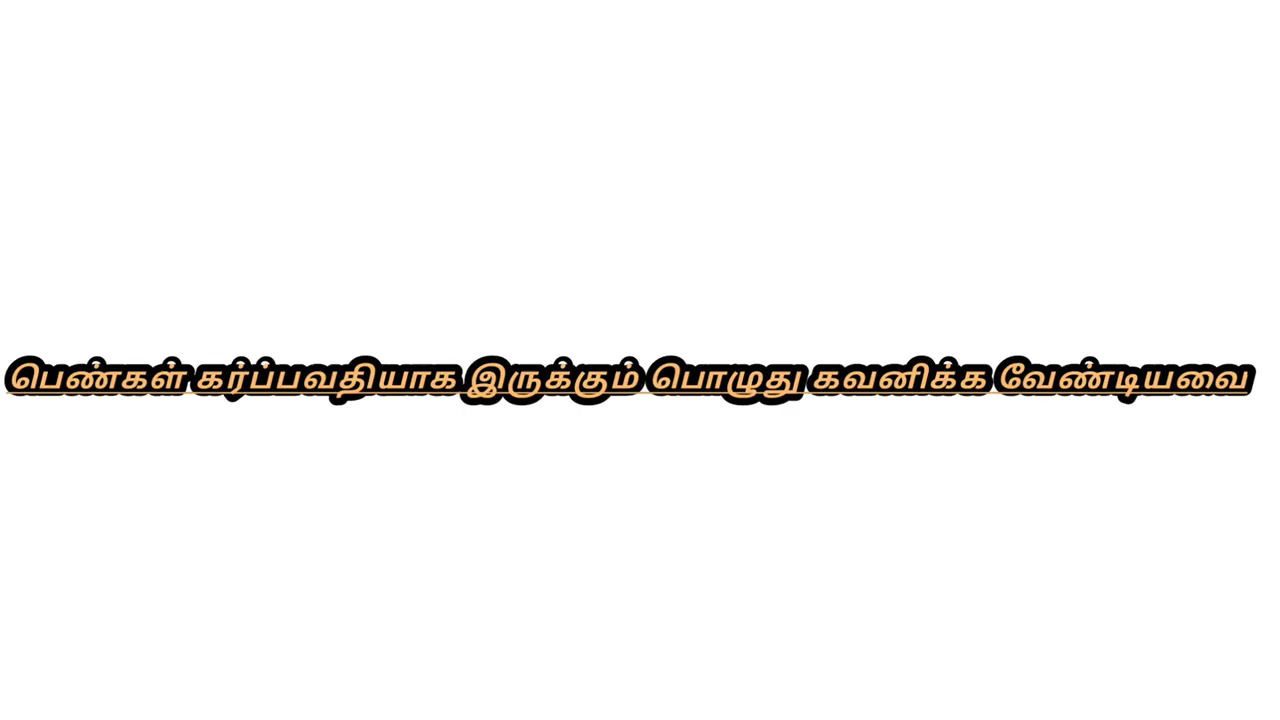 பெண்கள் கர்ப்பவதியாக இருக்கும் பொழுது கவனிக்க வேண்டியவை